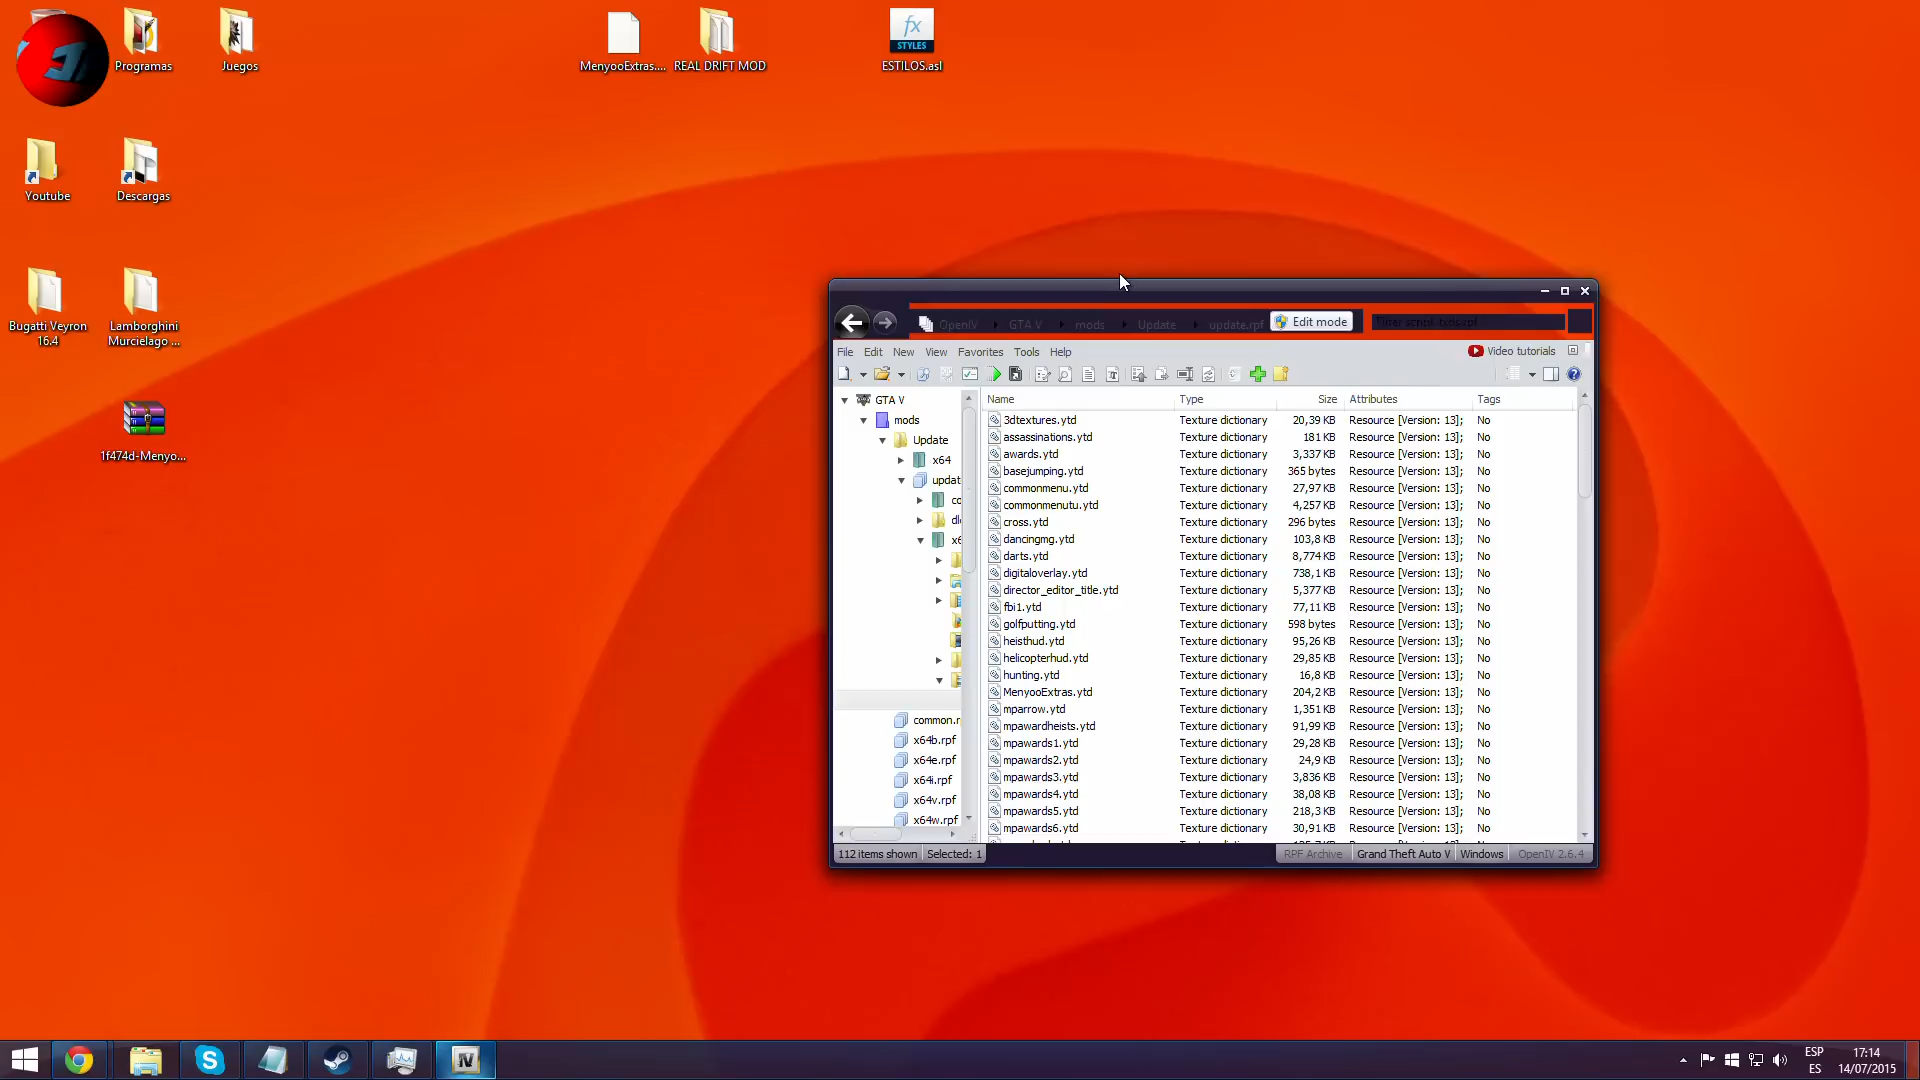 Programas
Juegos
MenyooExtras....
REAL DRIFT MOD
fx
STYLES
ESTILOS.asl
Youtube
Descargas
Bugatti Veyron
16.4
Lamborghini
Murcielago ...
1f474d-Menyo...
OpenIV GTA V mods Update update.rpf Edit mode
File Edit New View Favorites Tools Help Video tutorials
GTA V
mods
Update
x64
updat
co
dl
x6
common.r
x64b.rpf
x64e.rpf
x64i.rpf
x64v.rpf
x64w.rpf
Name Type Size Attributes Tags
3dtextures.ytd Texture dictionary 20,39 KB Resource [Version: 13]; No
assassinations.ytd Texture dictionary 181 KB Resource [Version: 13]; No
awards.ytd Texture dictionary 3,337 KB Resource [Version: 13]; No
basejumping.ytd Texture dictionary 365 bytes Resource [Version: 13]; No
commonmenu.ytd Texture dictionary 27,97 KB Resource [Version: 13]; No
commonmenutu.ytd Texture dictionary 4,257 KB Resource [Version: 13]; No
cross.ytd Texture dictionary 296 bytes Resource [Version: 13]; No
dancingmg.ytd Texture dictionary 103,8 KB Resource [Version: 13]; No
darts.ytd Texture dictionary 8,774 KB Resource [Version: 13]; No
digitaloverlay.ytd Texture dictionary 738,1 KB Resource [Version: 13]; No
director_editor_title.ytd Texture dictionary 5,377 KB Resource [Version: 13]; No
fbi1.ytd Texture dictionary 77,11 KB Resource [Version: 13]; No
golfputting.ytd Texture dictionary 598 bytes Resource [Version: 13]; No
heisthud.ytd Texture dictionary 95,26 KB Resource [Version: 13]; No
helicopterhud.ytd Texture dictionary 29,85 KB Resource [Version: 13]; No
hunting.ytd Texture dictionary 16,8 KB Resource [Version: 13]; No
MenyooExtras.ytd Texture dictionary 204,2 KB Resource [Version: 13]; No
mparrow.ytd Texture dictionary 1,351 KB Resource [Version: 13]; No
mpawardheists.ytd Texture dictionary 91,99 KB Resource [Version: 13]; No
mpawards1.ytd Texture dictionary 29,28 KB Resource [Version: 13]; No
mpawards2.ytd Texture dictionary 24,9 KB Resource [Version: 13]; No
mpawards3.ytd Texture dictionary 3,836 KB Resource [Version: 13]; No
mpawards4.ytd Texture dictionary 38,08 KB Resource [Version: 13]; No
mpawards5.ytd Texture dictionary 218,3 KB Resource [Version: 13]; No
mpawards6.ytd Texture dictionary 30,91 KB Resource [Version: 13]; No
112 items shown Selected: 1 RPF Archive Grand Theft Auto V Windows OpenIV 2.6.4
IV
ESP
ES
17:14
14/07/2015